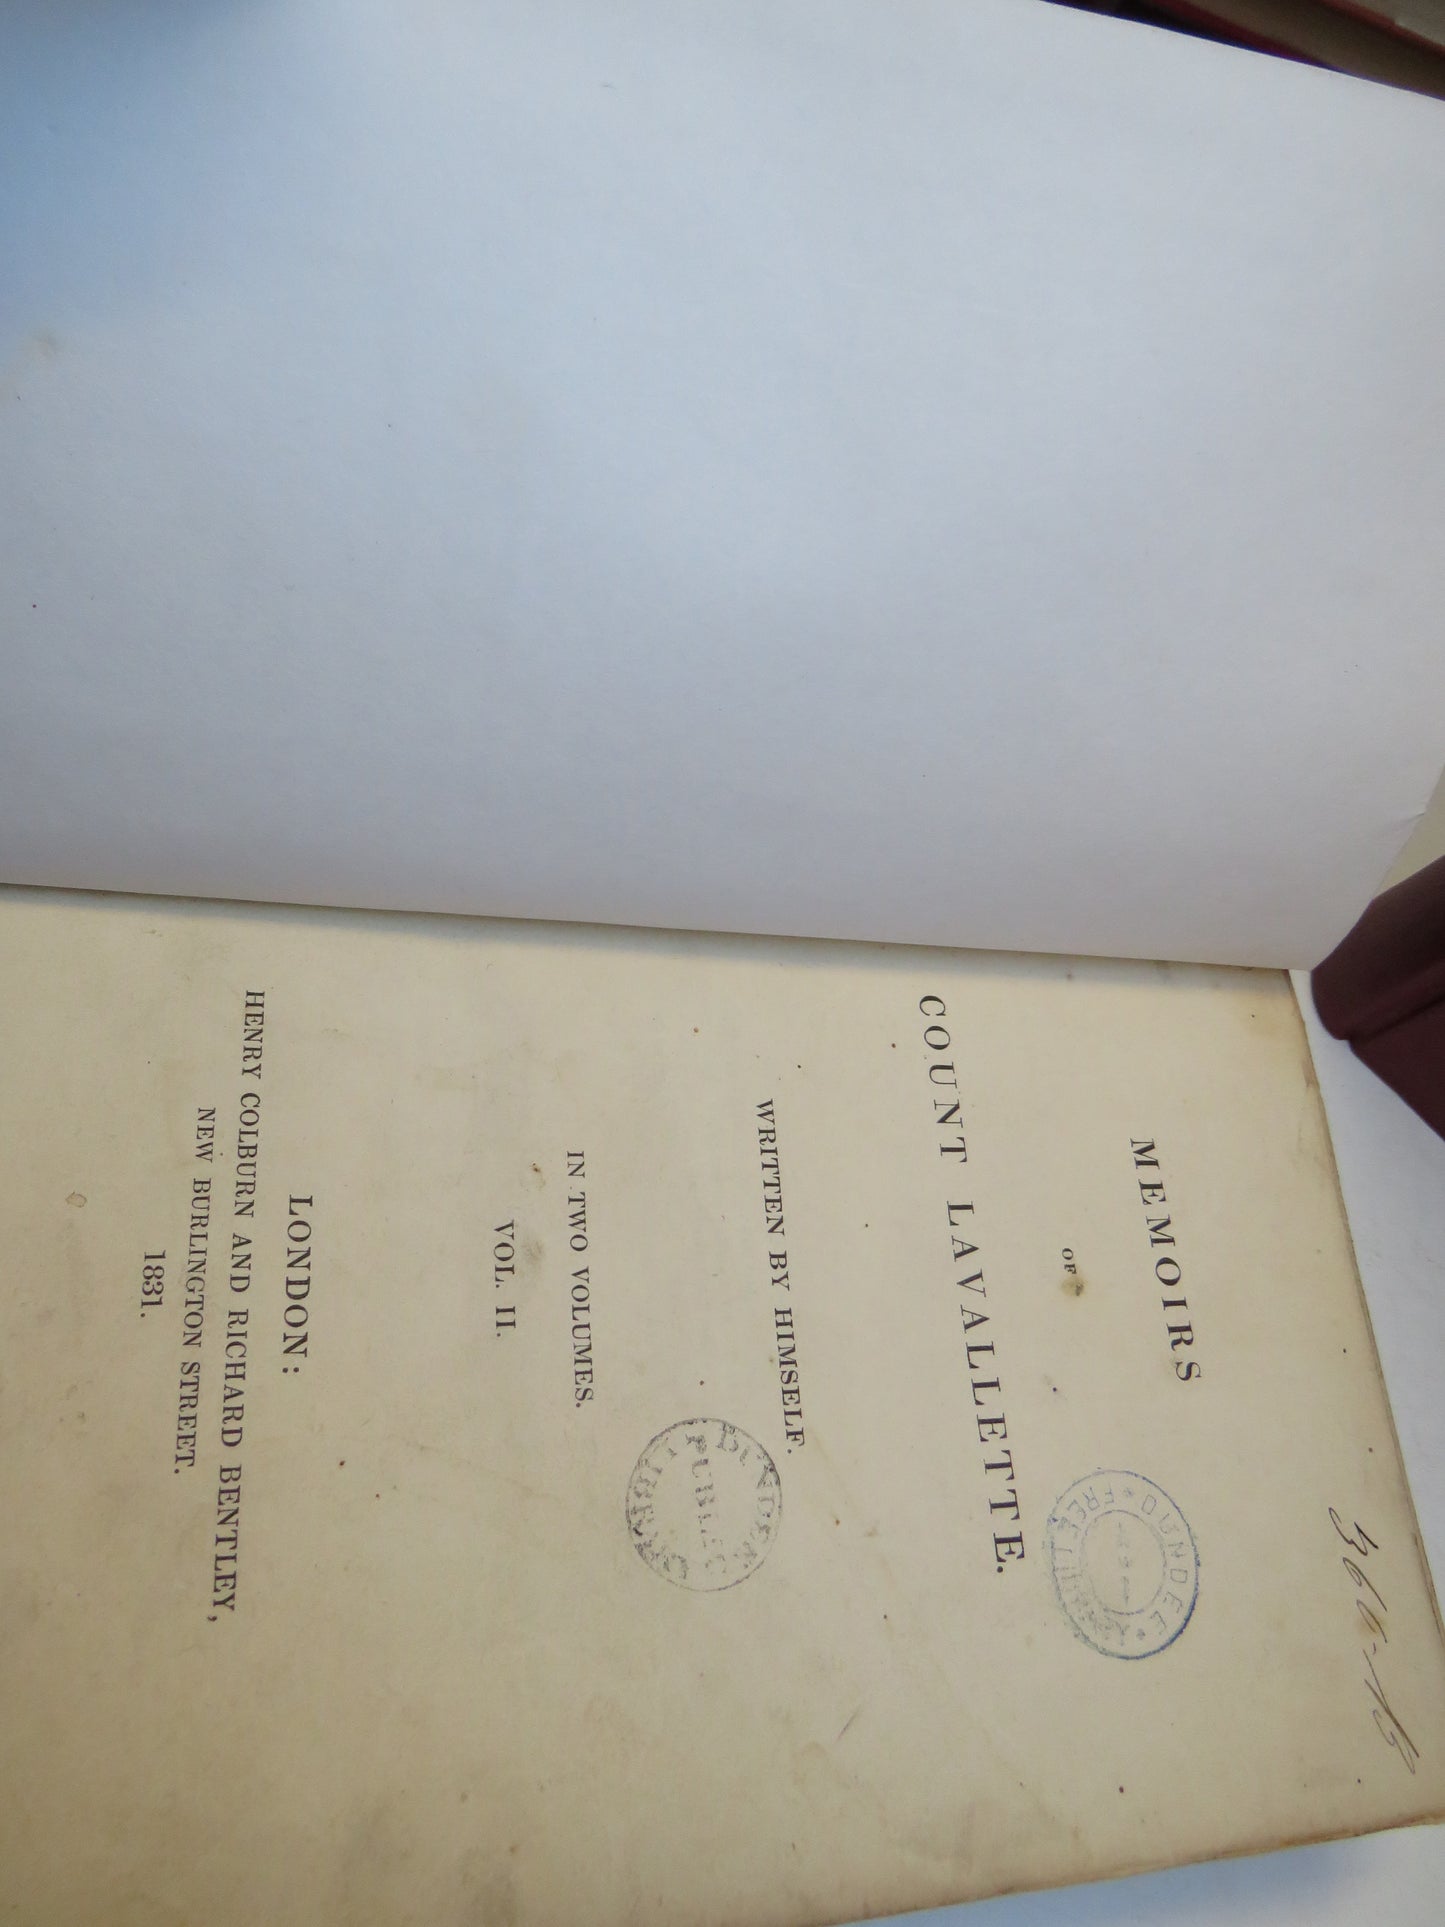 MEMOIRS
OF
COUNT LAVALLETTE.
WRITTEN BY HIMSELF.
IN TWO VOLUMES.
VOL. II.
LONDON:
HENRY COLBURN AND RICHARD BENTLEY,
NEW BURLINGTON STREET.
1831.
DUNDEE
FREE
DUNDEE
PUBLIC